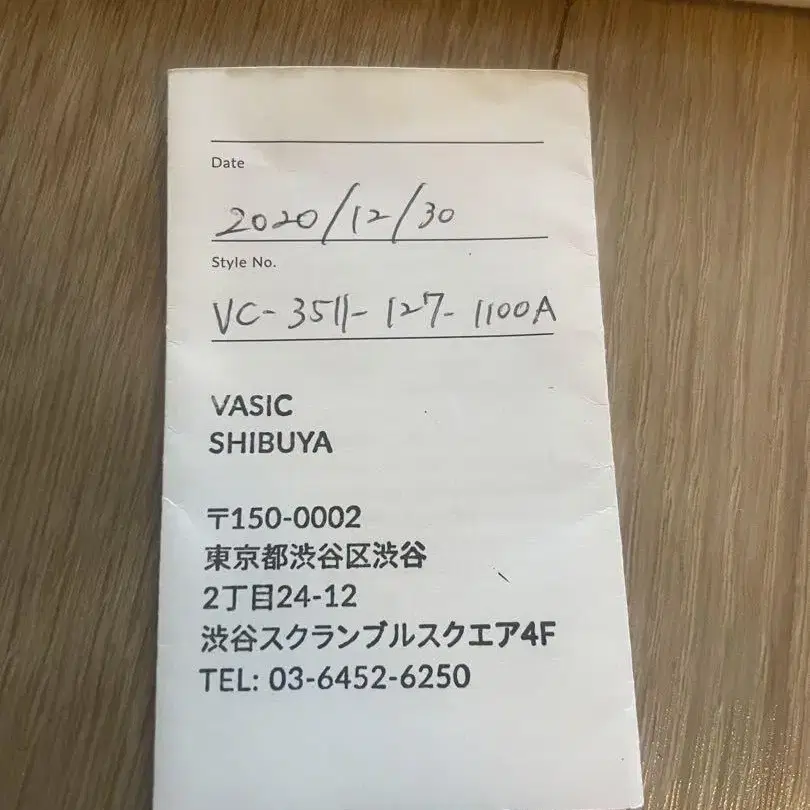 Date
2020/12/30
Style No.
VC-3511-127-1100A
VASIC
SHIBUYA
〒150-0002
東京都渋谷区渋谷
2丁目24-12
渋谷スクランブルスクエア4F
TEL: 03-6452-6250